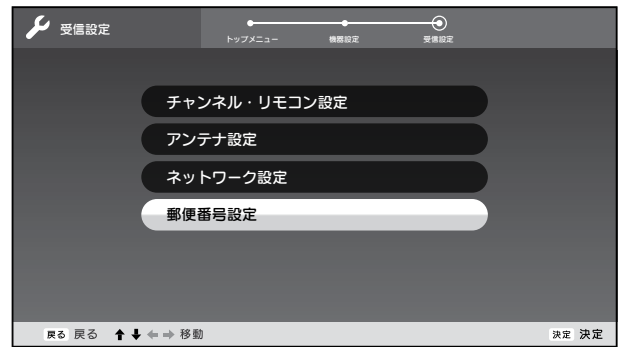 受信設定
トップメニュー 機器設定 受信設定
チャンネル・リモコン設定
アンテナ設定
ネットワーク設定
郵便番号設定
戻る 戻る ↑ ↓ ← → 移動 決定 決定